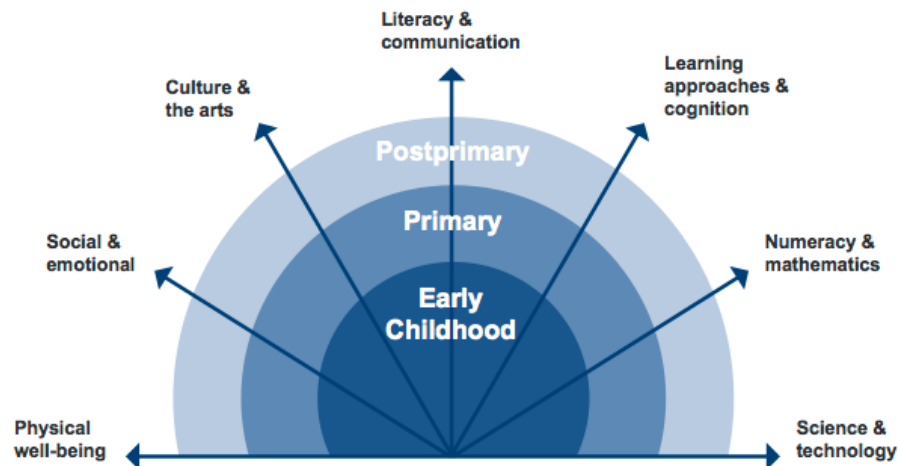 Literacy &
communication
Culture &
the arts
Learning
approaches &
cognition
Postprimary
Primary
Social &
emotional
Numeracy &
mathematics
Early
Childhood
Physical
well-being
Science &
technology